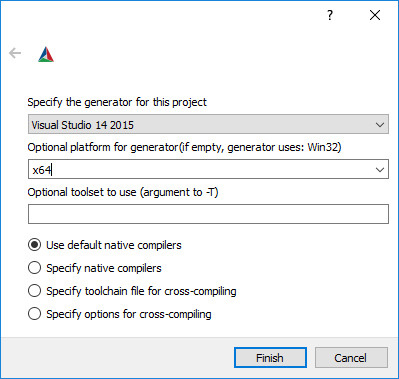 ?
Specify the generator for this project
Visual Studio 14 2015
Optional platform for generator(if empty, generator uses: Win32)
x64
Optional toolset to use (argument to -T)
Use default native compilers
Specify native compilers
Specify toolchain file for cross-compiling
Specify options for cross-compiling
Finish
Cancel